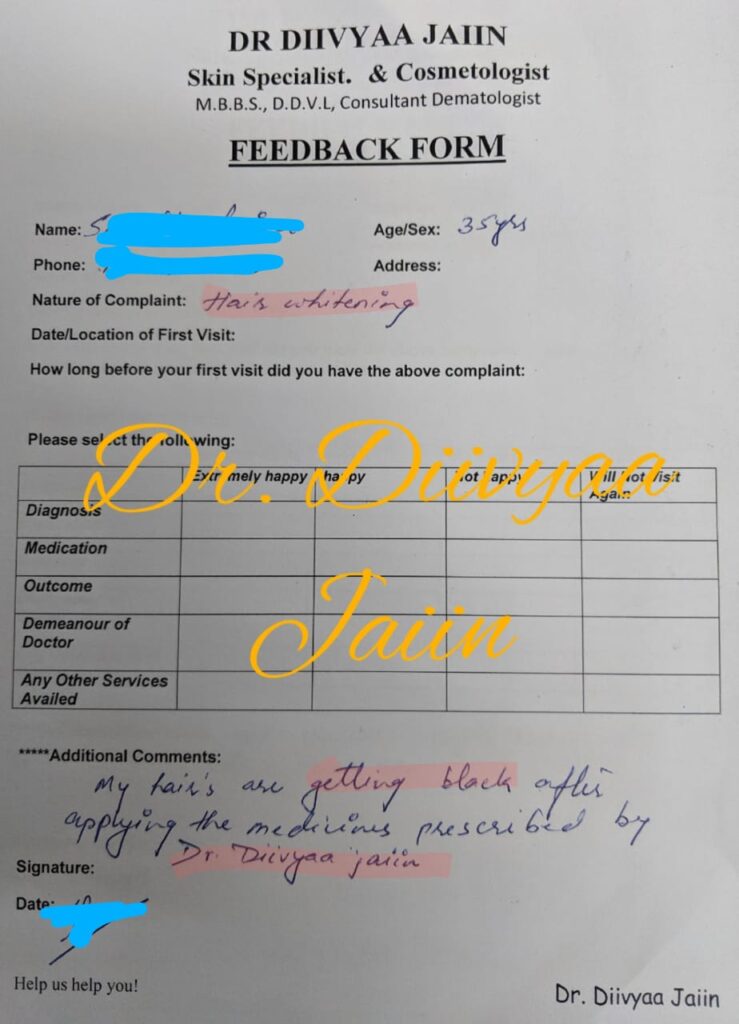 DR DIIVYAA JAIIN
Skin Specialist. & Cosmetologist
M.B.B.S., D.D.V.L, Consultant Dematologist
FEEDBACK FORM
Name: Age/Sex: 35yrs
Phone: Address:
Nature of Complaint: Hair whitening
Date/Location of First Visit:
How long before your first visit did you have the above complaint:
Please select the following:
Extremely happy happy Not happy Will Not Visit Again
Diagnosis
Medication
Outcome
Demeanour of
Doctor
Any Other Services
Availed
Dr. Diivyaa
Jaiin
*****Additional Comments:
My hair's are getting black after
applying the medicines prescribed by
Dr. Diivyaa jaiin
Signature:
Date:
Help us help you!
Dr. Diivyaa Jaiin